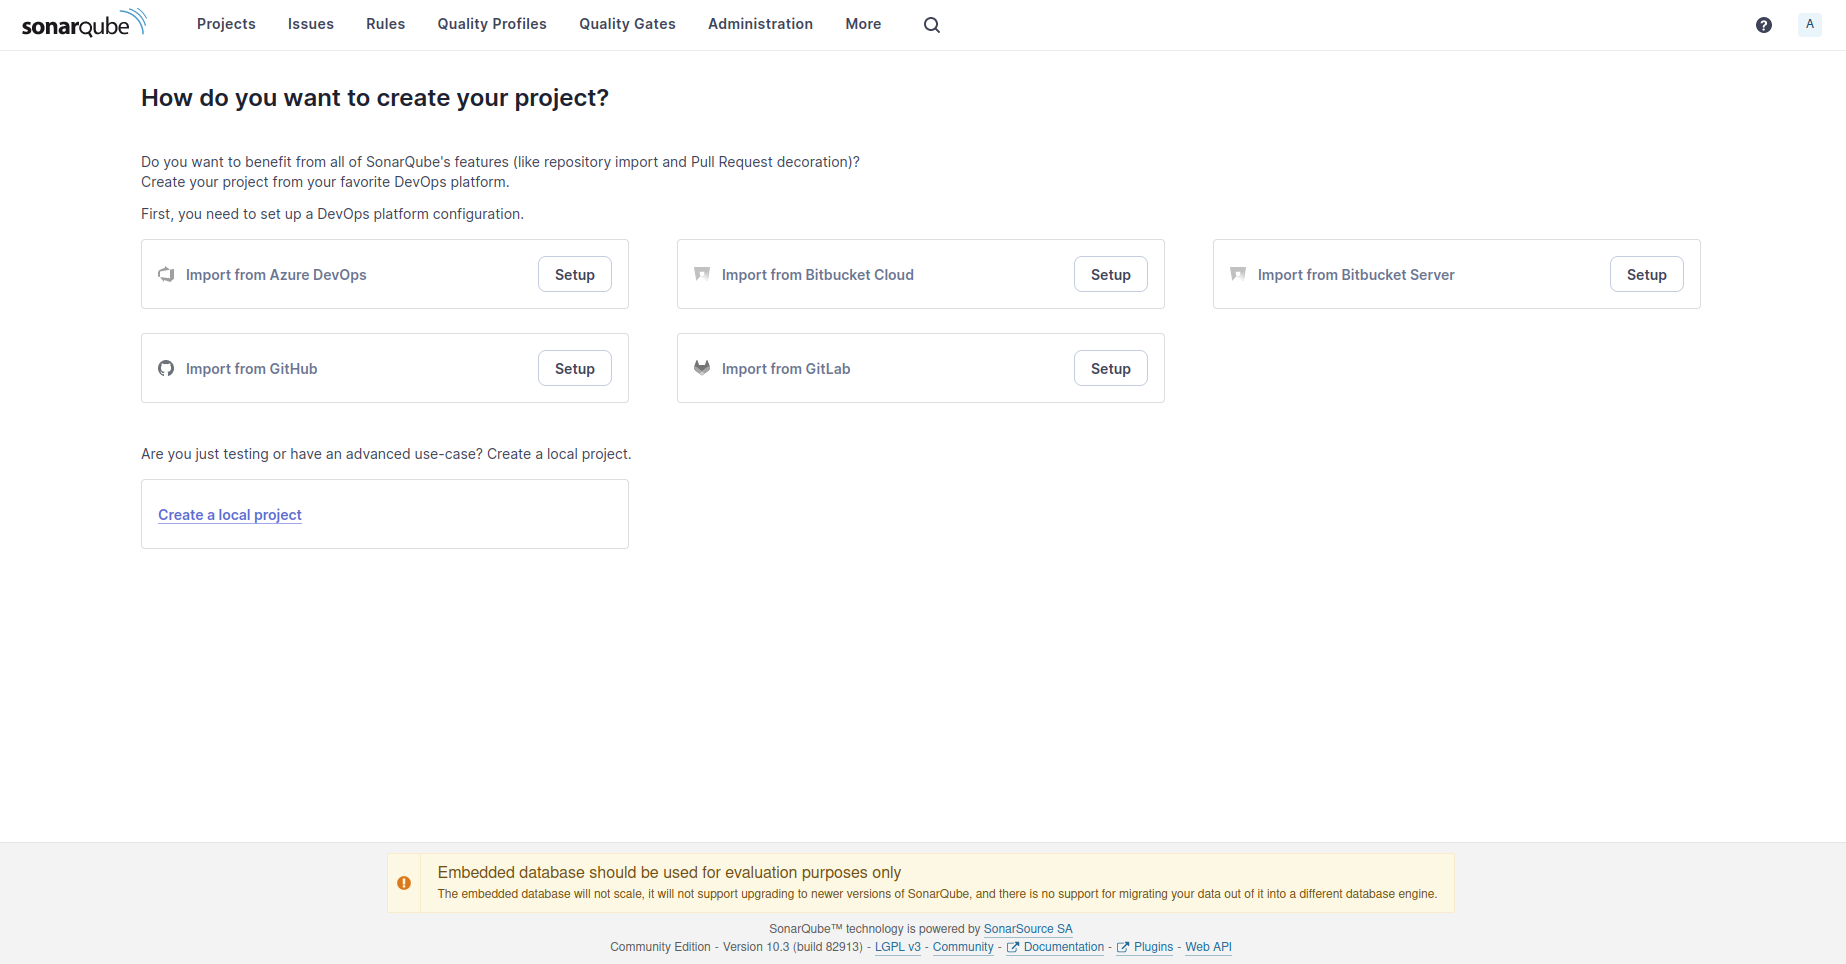 sonarqube
Projects Issues Rules Quality Profiles Quality Gates Administration More
A
How do you want to create your project?
Do you want to benefit from all of SonarQube's features (like repository import and Pull Request decoration)?
Create your project from your favorite DevOps platform.
First, you need to set up a DevOps platform configuration.
Import from Azure DevOps Setup
Import from Bitbucket Cloud Setup
Import from Bitbucket Server Setup
Import from GitHub Setup
Import from GitLab Setup
Are you just testing or have an advanced use-case? Create a local project.
Create a local project
Embedded database should be used for evaluation purposes only
The embedded database will not scale, it will not support upgrading to newer versions of SonarQube, and there is no support for migrating your data out of it into a different database engine.
SonarQube™ technology is powered by SonarSource SA
Community Edition - Version 10.3 (build 82913) - LGPL v3 - Community - Documentation - Plugins - Web API